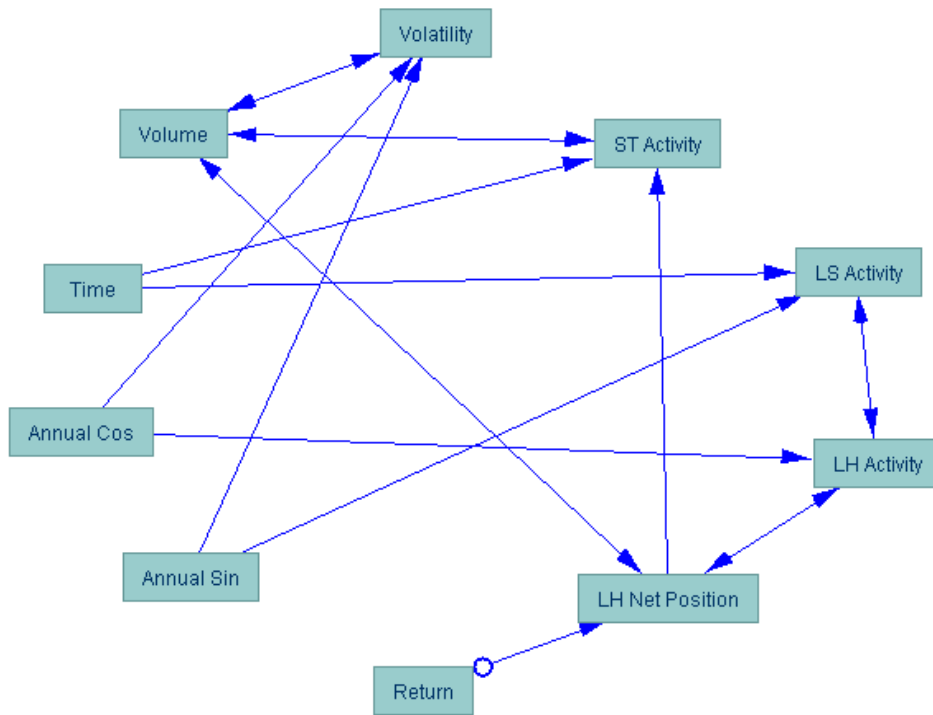 Volatility
Volume
ST Activity
Time
LS Activity
Annual Cos
LH Activity
Annual Sin
LH Net Position
Return